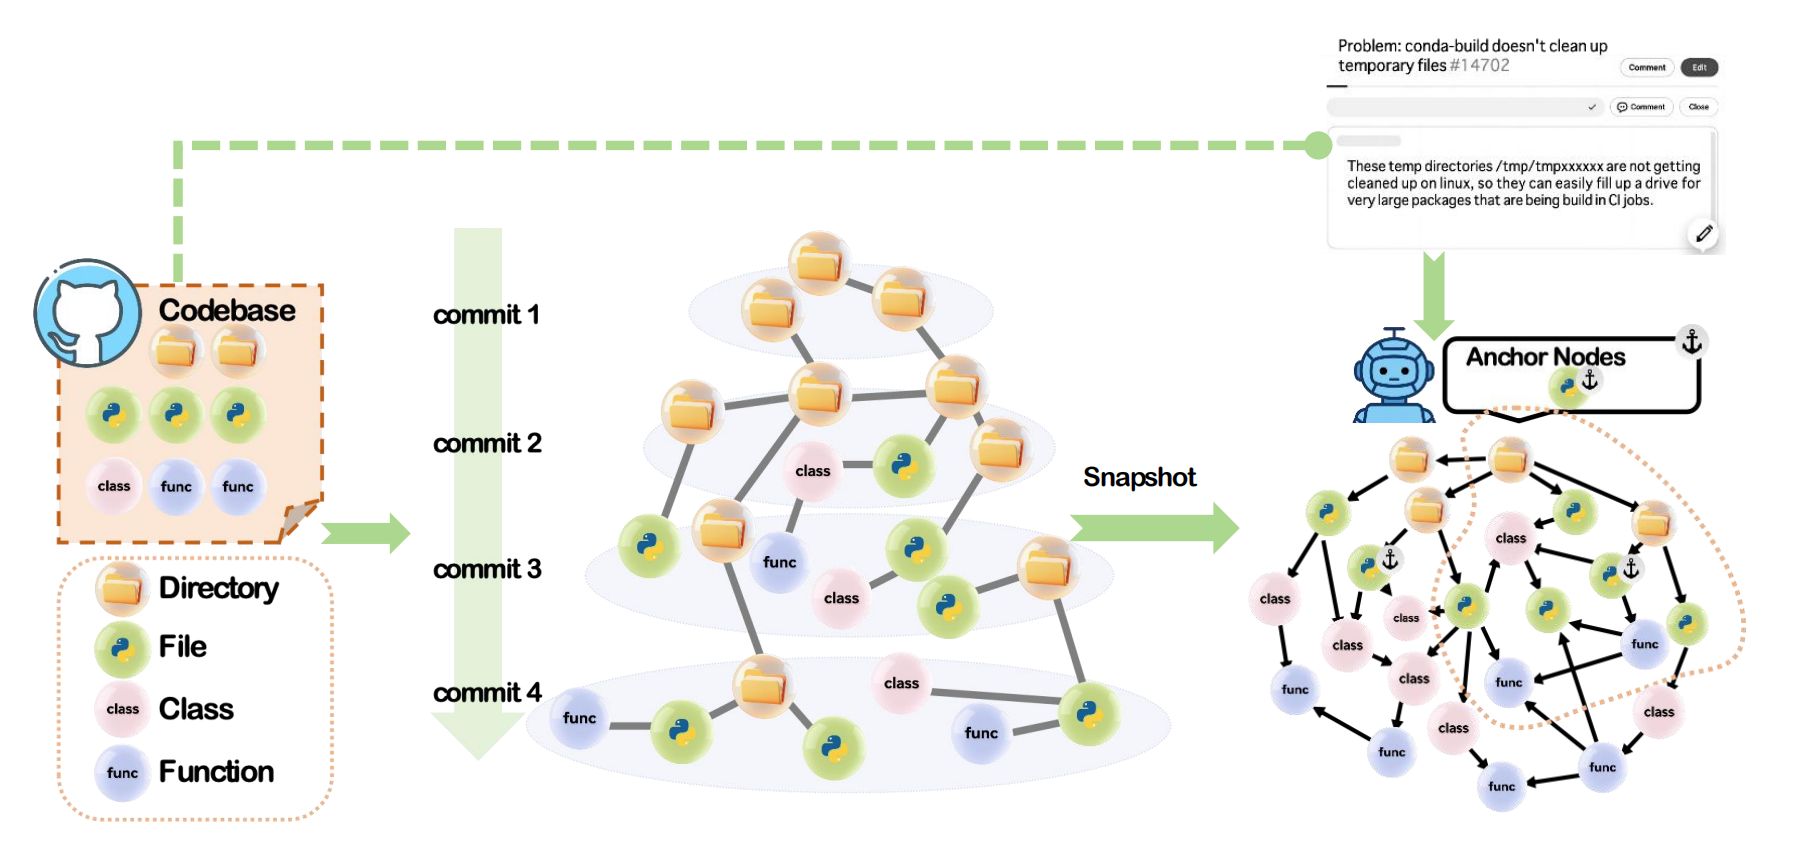 Problem: conda-build doesn't clean up
temporary files #14702
Comment
Edit
Comment
Close
These temp directories /tmp/tmpxxxxxx are not getting
cleaned up on linux, so they can easily fill up a drive for
very large packages that are being build in CI jobs.
Codebase
class
func
func
Directory
File
class
Class
func
Function
commit 1
commit 2
class
commit 3
func
class
commit 4
func
class
func
Snapshot
Anchor Nodes
class
class
class
class
func
class
func
func
class
class
func
func
func